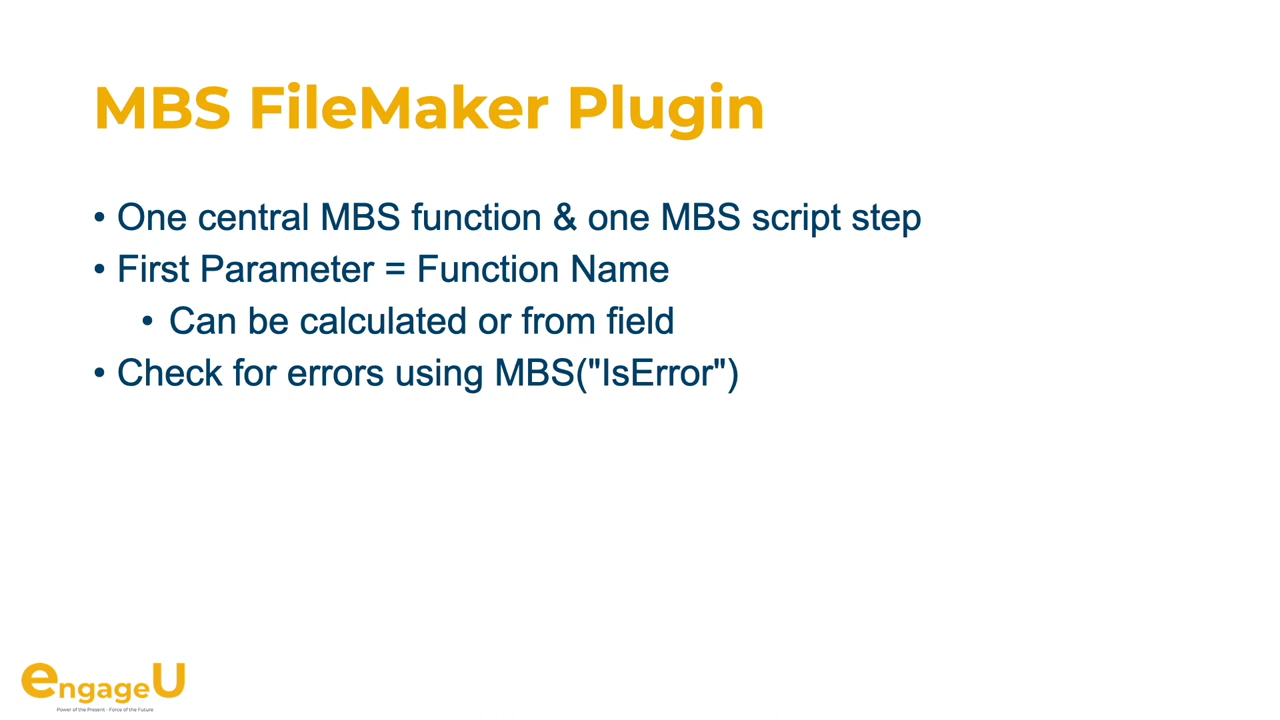 MBS FileMaker Plugin
• One central MBS function & one MBS script step
• First Parameter = Function Name
• Can be calculated or from field
• Check for errors using MBS("IsError")
engageU
Power of the Present - Force of the Future